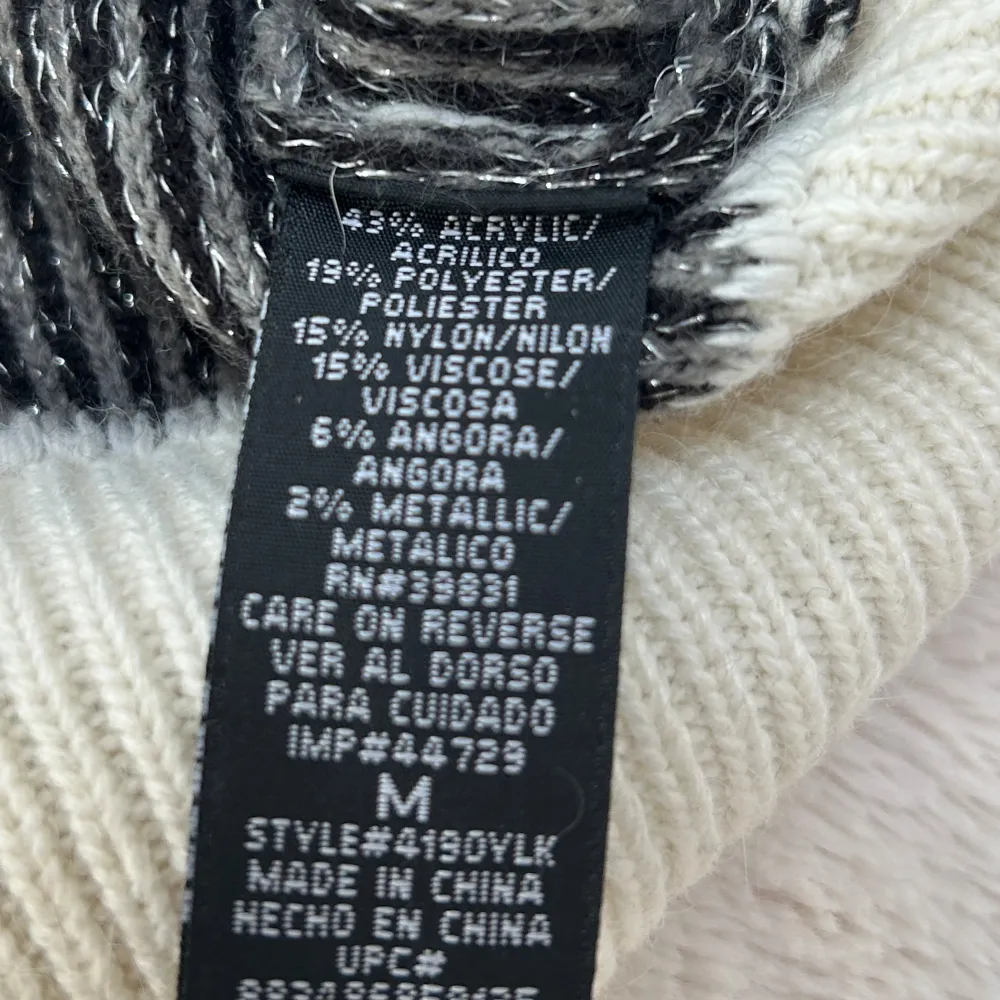 43% ACRYLIC/
ACRILICO
19% POLYESTER/
POLIESTER
15% NYLON/NILON
15% VISCOSE/
VISCOSA
6% ANGORA/
ANGORA
2% METALLIC/
METALICO
RN#39831
CARE ON REVERSE
VER AL DORSO
PARA CUIDADO
IMP#44729
M
STYLE#4190YLK
MADE IN CHINA
HECHO EN CHINA
UPC#